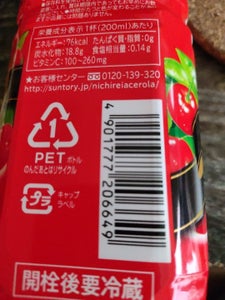 栄養成分表示 1杯(200ml)あたり
エネルギー:76kcal たんぱく質・脂質:0g
炭水化物:18.8g 食塩相当量:0.14g
ビタミンC:100~260mg
★お客様センター 0120-139-320
http://suntory.jp/nichireiacerola/
1
PET ボトル
のんだあとはリサイクル
プラ
キャップ
ラベル
4901777206649
開栓後要冷蔵